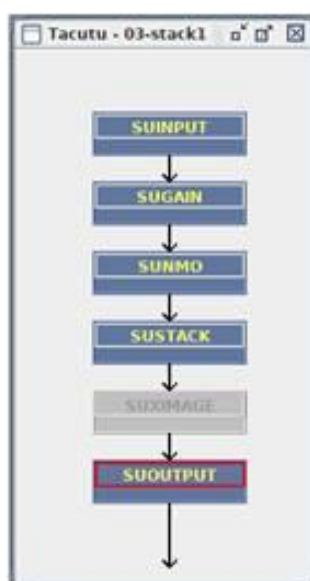 Tacutu - 03-stack1
SUINPUT
SUGAIN
SUNMO
SUSTACK
SUXIMAGE
SUOUTPUT